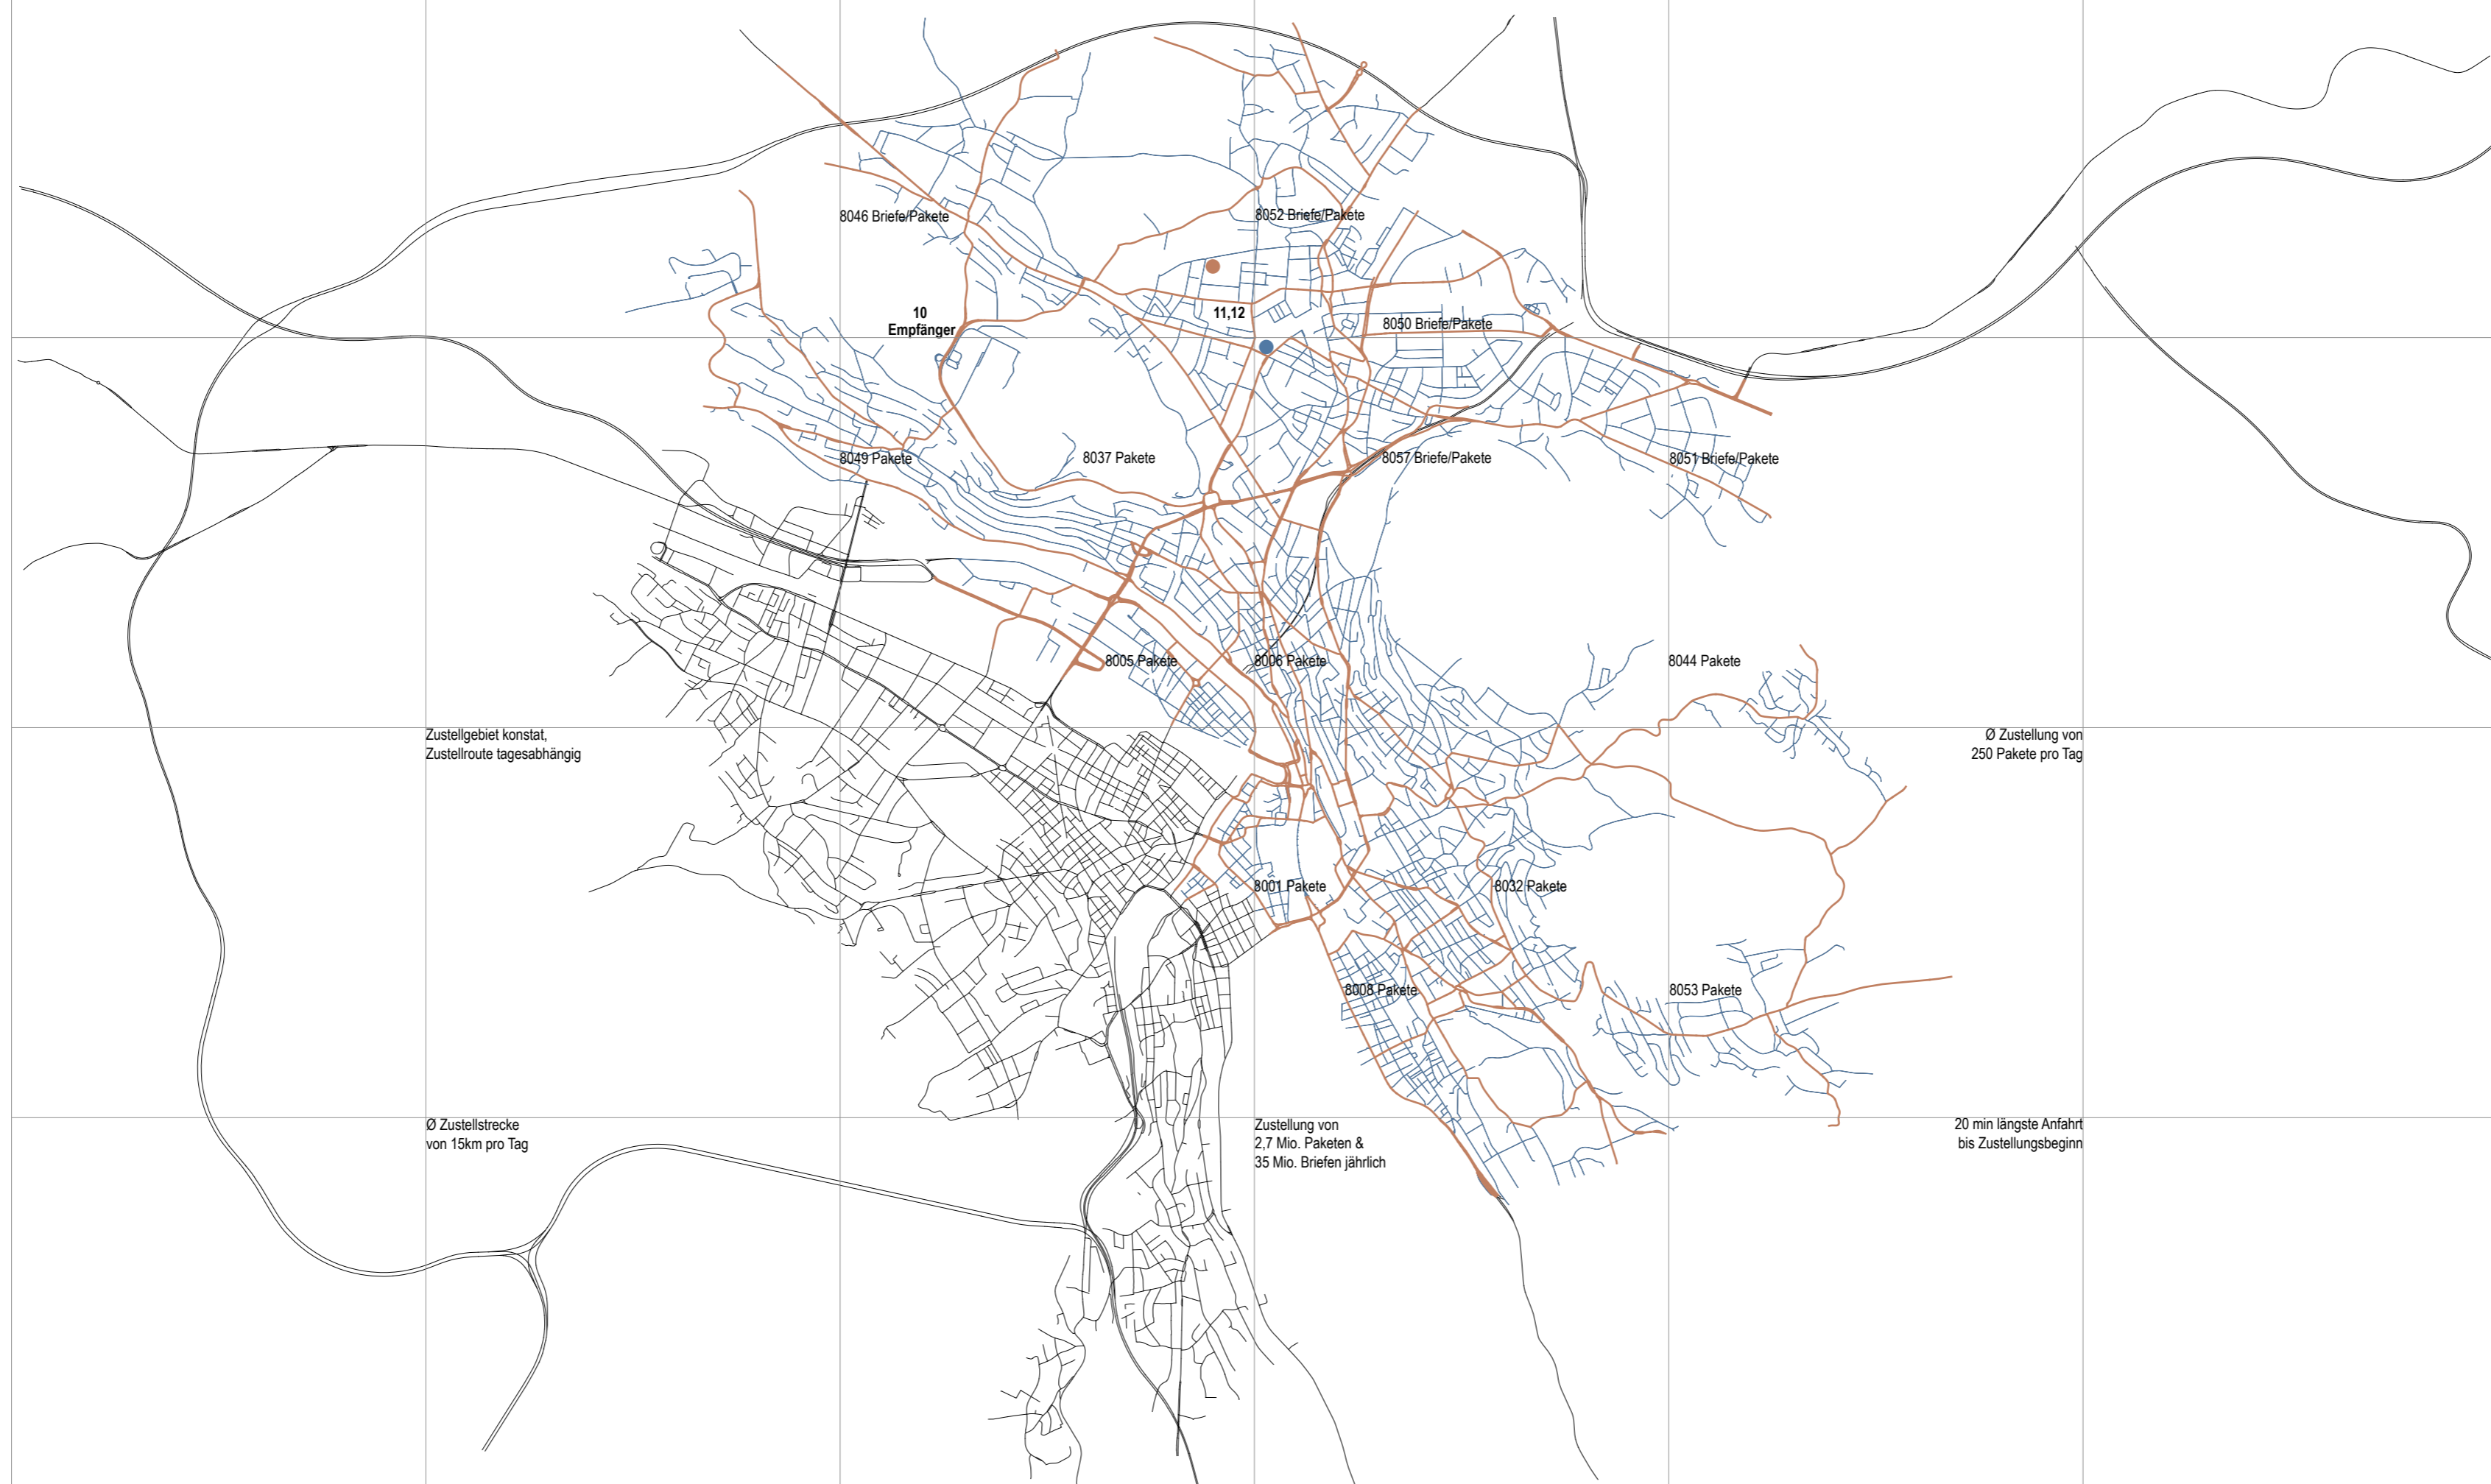 8046 Briefe/Pakete
8052 Briefe/Pakete
10
Empfänger
11,12
8050 Briefe/Pakete
8049 Pakete
8037 Pakete
8057 Briefe/Pakete
8051 Briefe/Pakete
8005 Pakete
8006 Pakete
8044 Pakete
Zustellgebiet konstat,
Zustellroute tagesabhängig
Ø Zustellung von
250 Pakete pro Tag
8001 Pakete
8032 Pakete
8008 Pakete
8053 Pakete
Ø Zustellstrecke
von 15km pro Tag
Zustellung von
2,7 Mio. Paketen &
35 Mio. Briefen jährlich
20 min längste Anfahrt
bis Zustellungsbeginn